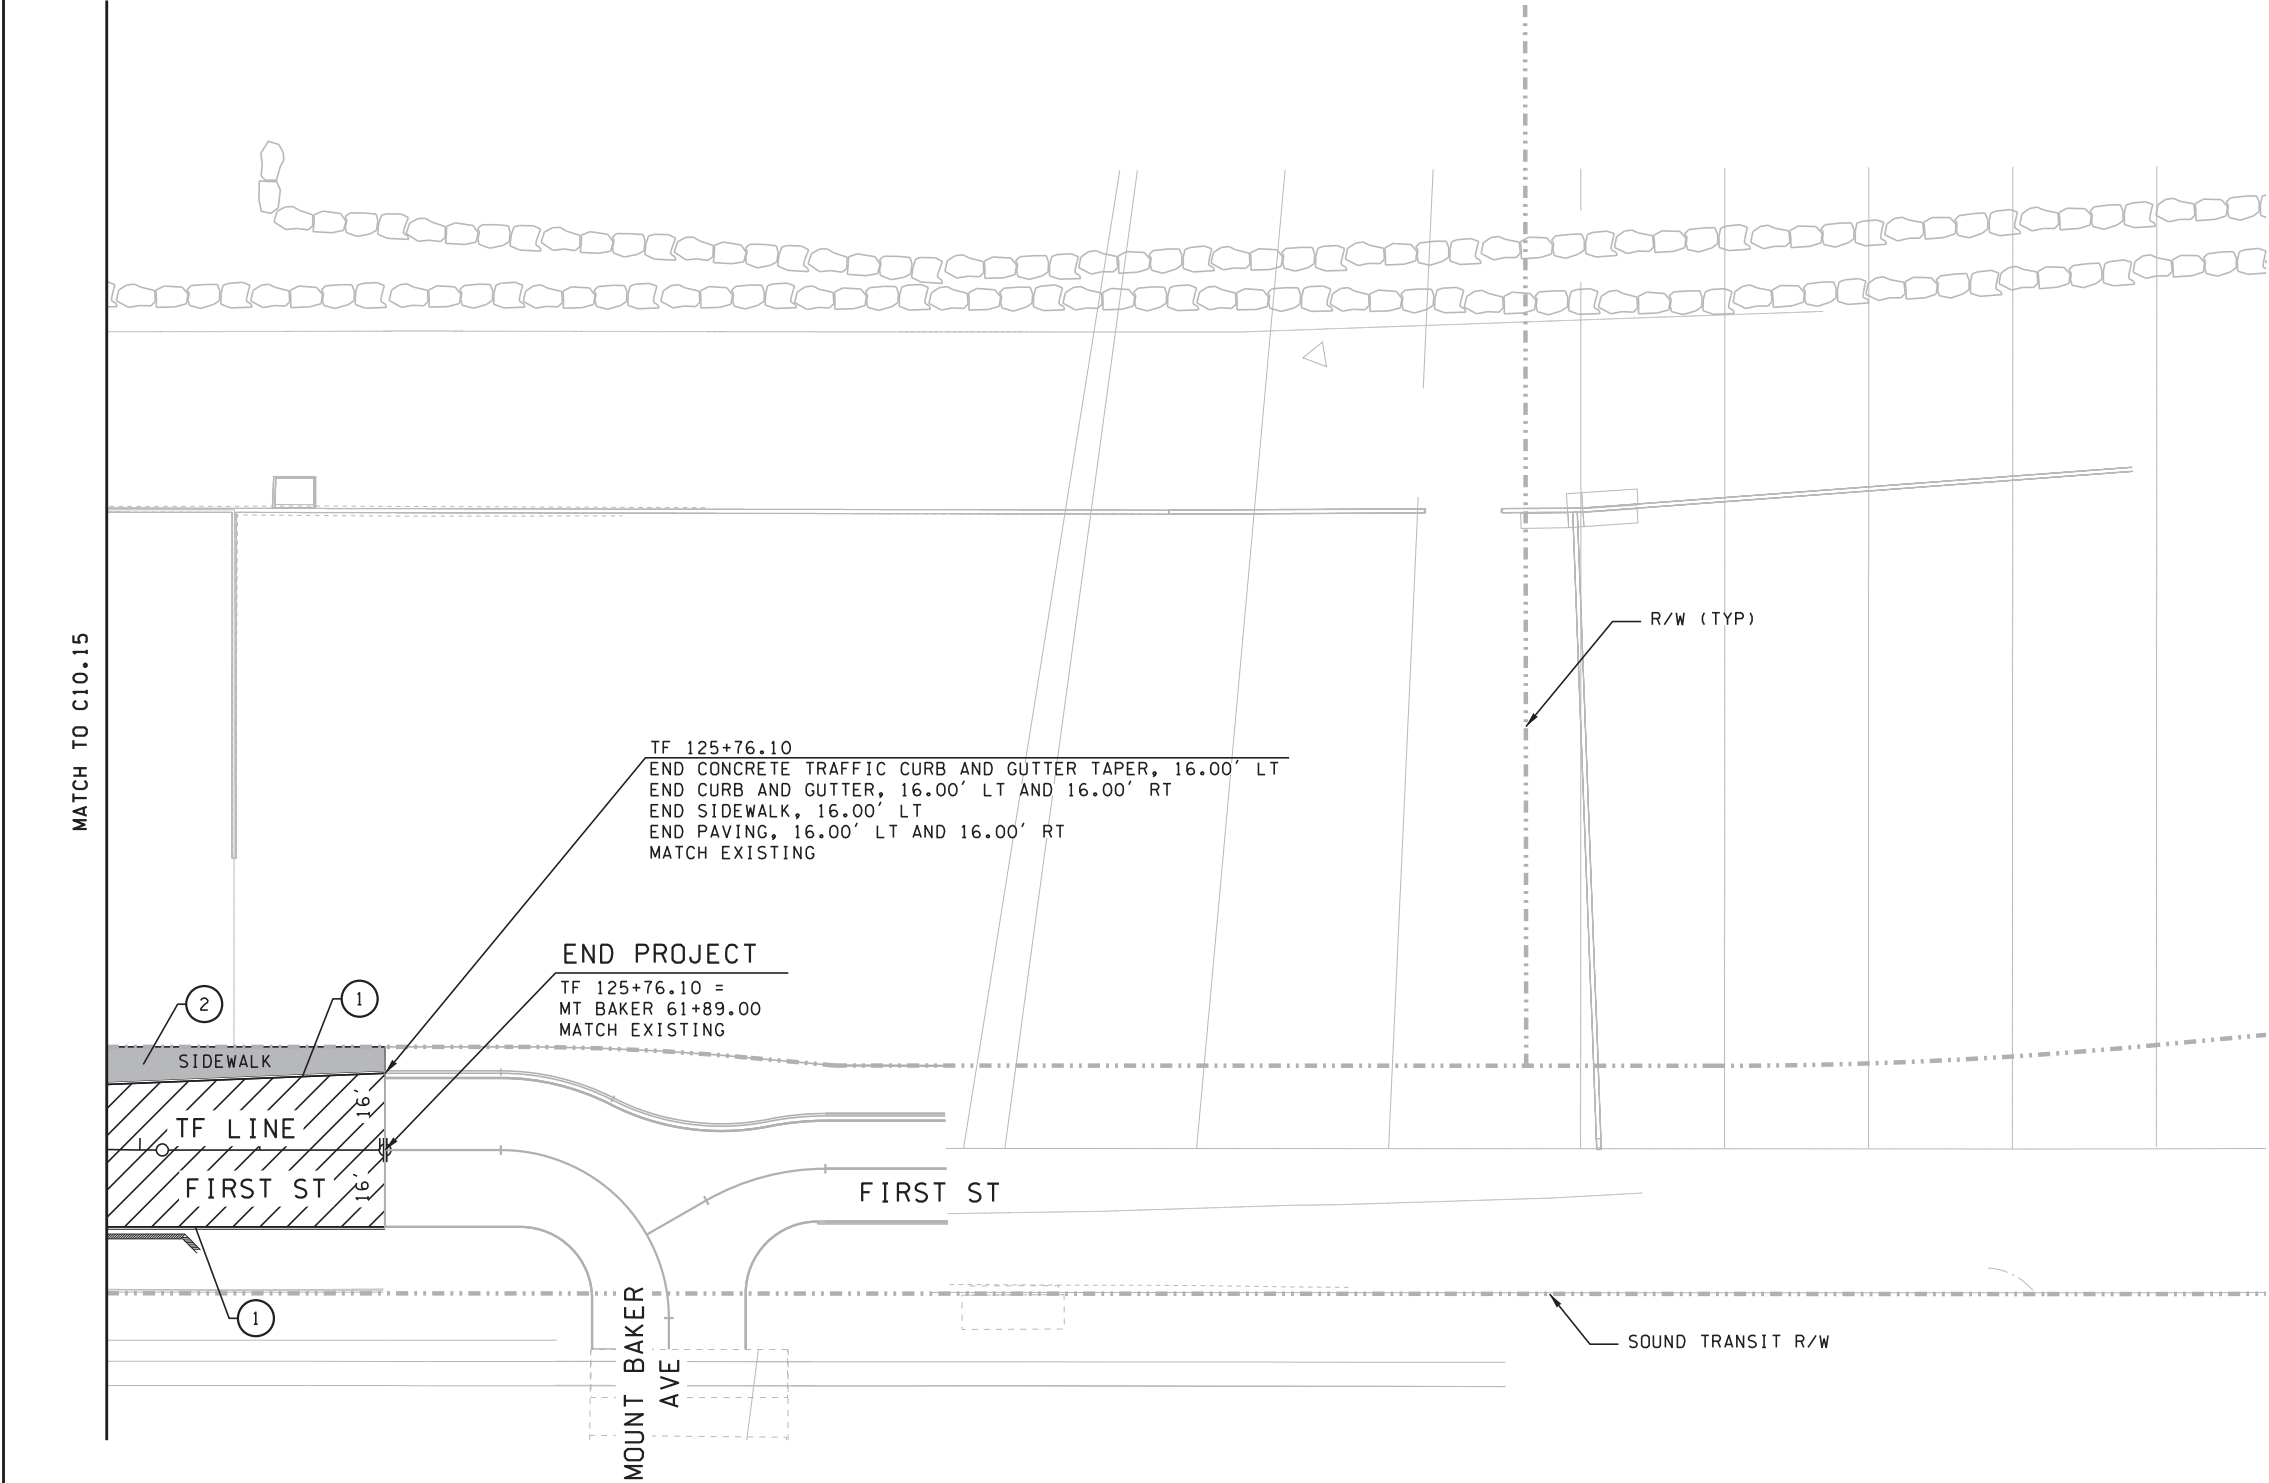 MATCH TO C10.15
R/W (TYP)
TF 125+76.10
END CONCRETE TRAFFIC CURB AND GUTTER TAPER, 16.00' LT
END CURB AND GUTTER, 16.00' LT AND 16.00' RT
END SIDEWALK, 16.00' LT
END PAVING, 16.00' LT AND 16.00' RT
MATCH EXISTING
END PROJECT
TF 125+76.10 =
MT BAKER 61+89.00
MATCH EXISTING
2
1
SIDEWALK
16'
TF LINE
16'
FIRST ST
FIRST ST
1
MOUNT BAKER
AVE
SOUND TRANSIT R/W